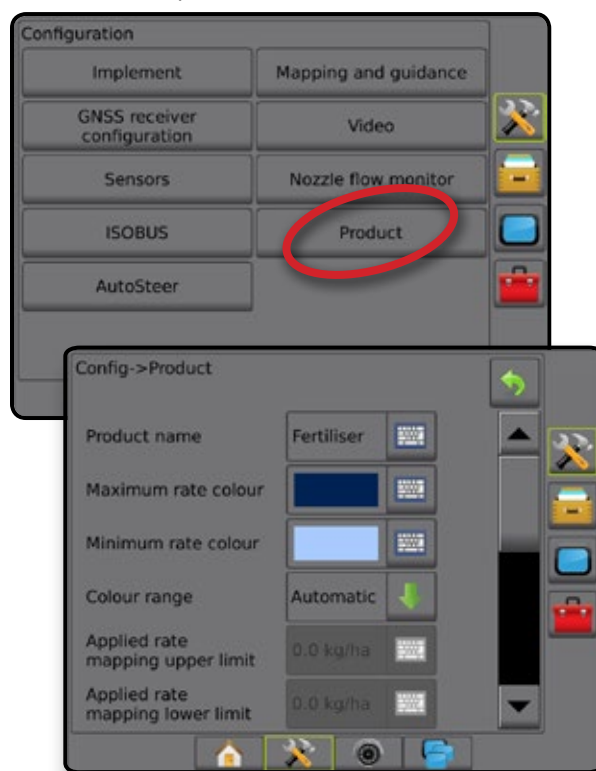 Configuration
Implement
Mapping and guidance
GNSS receiver
configuration
Video
Sensors
Nozzle flow monitor
ISOBUS
Product
AutoSteer
Config->Product
Product name
Fertiliser
Maximum rate colour
Minimum rate colour
Colour range
Automatic
Applied rate
mapping upper limit
0.0 kg/ha
Applied rate
mapping lower limit
0.0 kg/ha